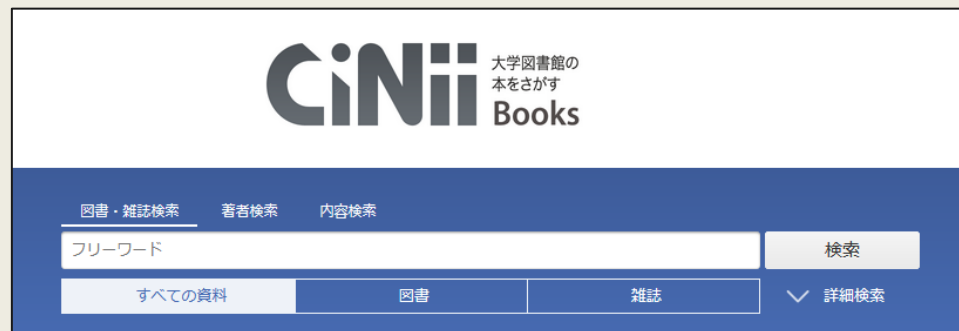 CiNii
大学図書館の
本をさがす
Books
図書・雑誌検索 著者検索 内容検索
フリーワード 検索
すべての資料 図書 雑誌 詳細検索